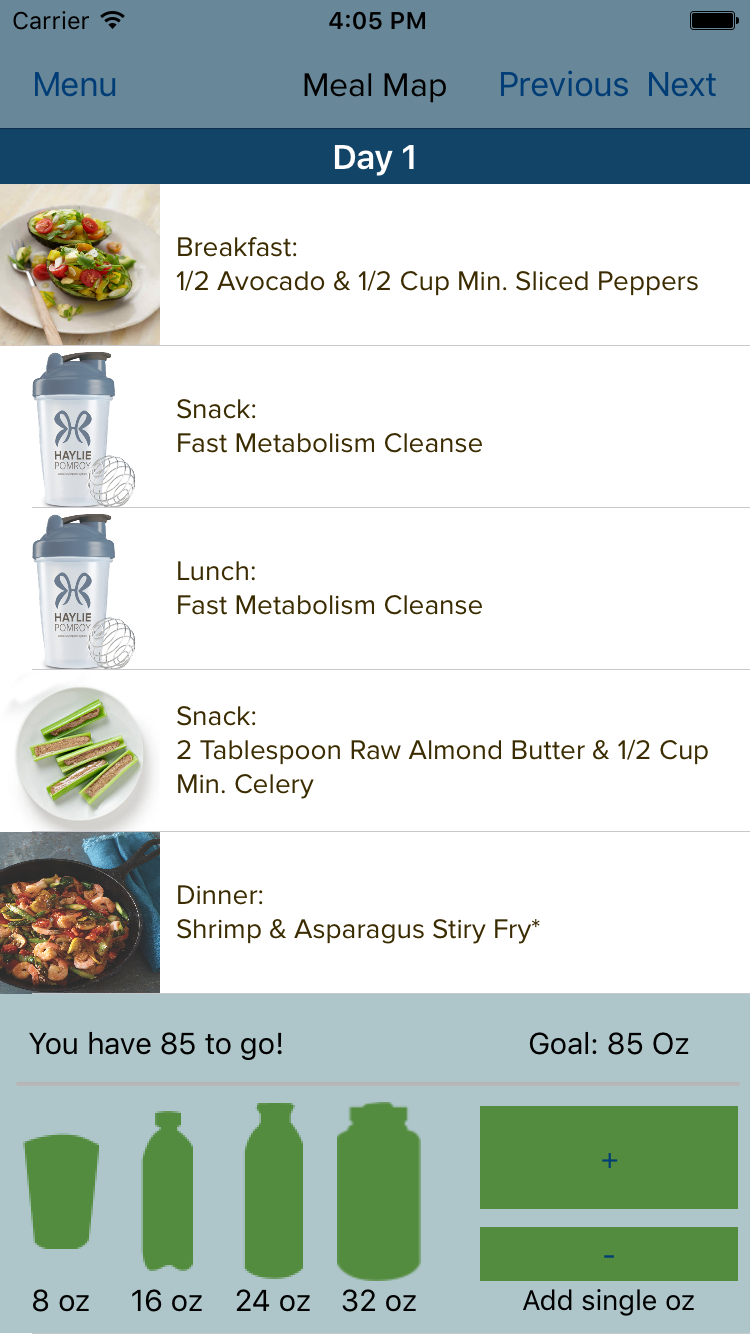 Carrier 4:05 PM
Menu Meal Map Previous Next
Day 1
Breakfast:
1/2 Avocado & 1/2 Cup Min. Sliced Peppers
Snack:
Fast Metabolism Cleanse
HAYLIE
POMROY
Lunch:
Fast Metabolism Cleanse
HAYLIE
POMROY
Snack:
2 Tablespoon Raw Almond Butter & 1/2 Cup
Min. Celery
Dinner:
Shrimp & Asparagus Stiry Fry*
You have 85 to go! Goal: 85 Oz
+
-
8 oz 16 oz 24 oz 32 oz Add single oz